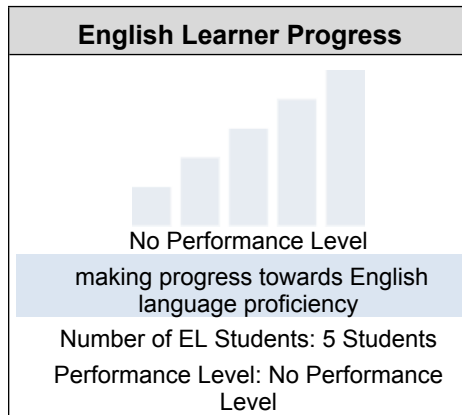 English Learner Progress
No Performance Level
making progress towards English
language proficiency
Number of EL Students: 5 Students
Performance Level: No Performance
Level